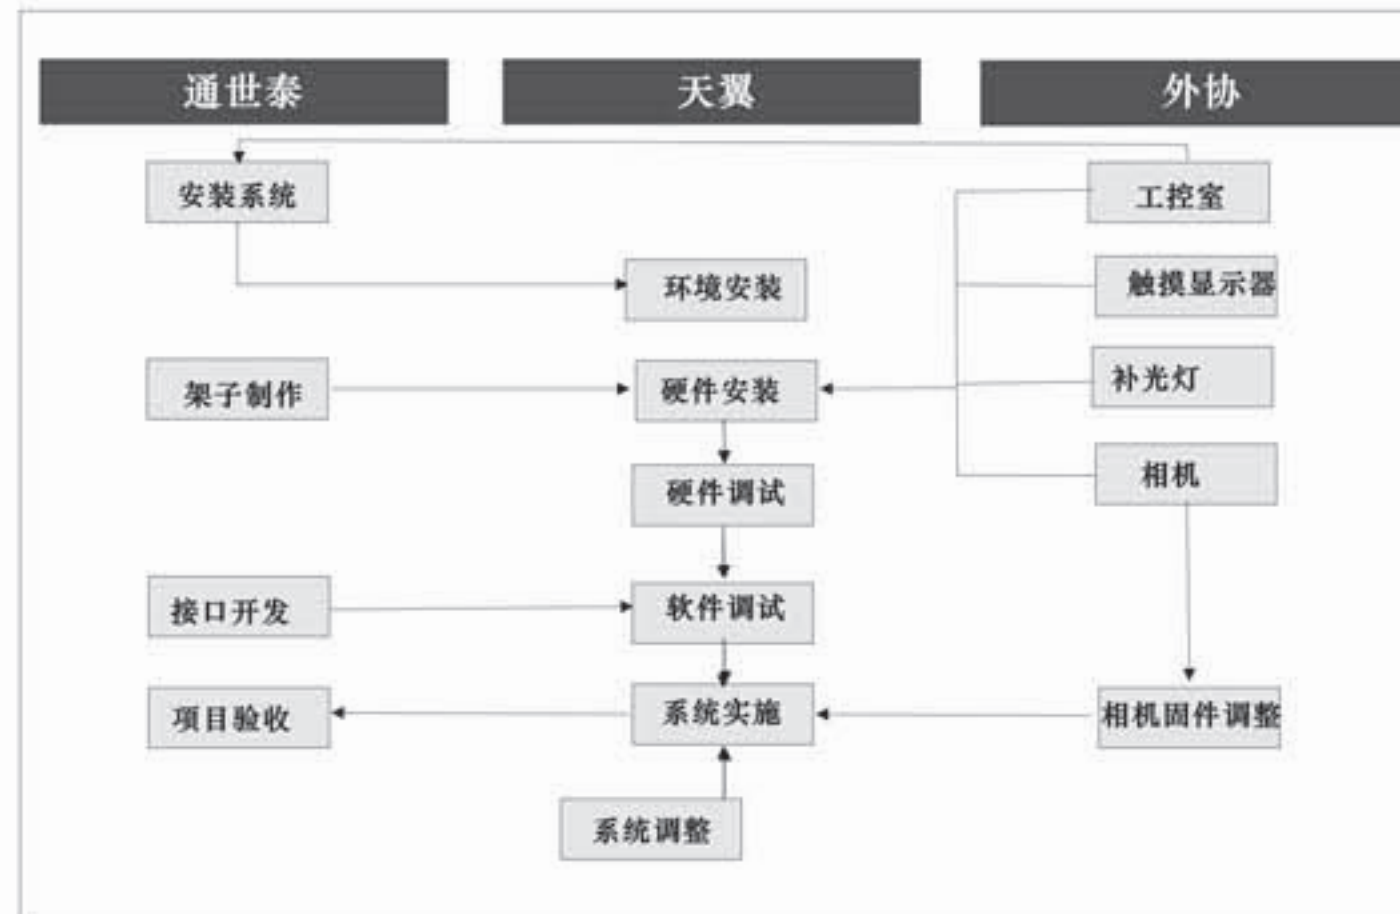 通世泰
天翼
外协
安装系统
工控室
环境安装
触摸显示器
架子制作
硬件安装
补光灯
硬件调试
相机
接口开发
软件调试
项目验收
系统实施
相机固件调整
系统调整